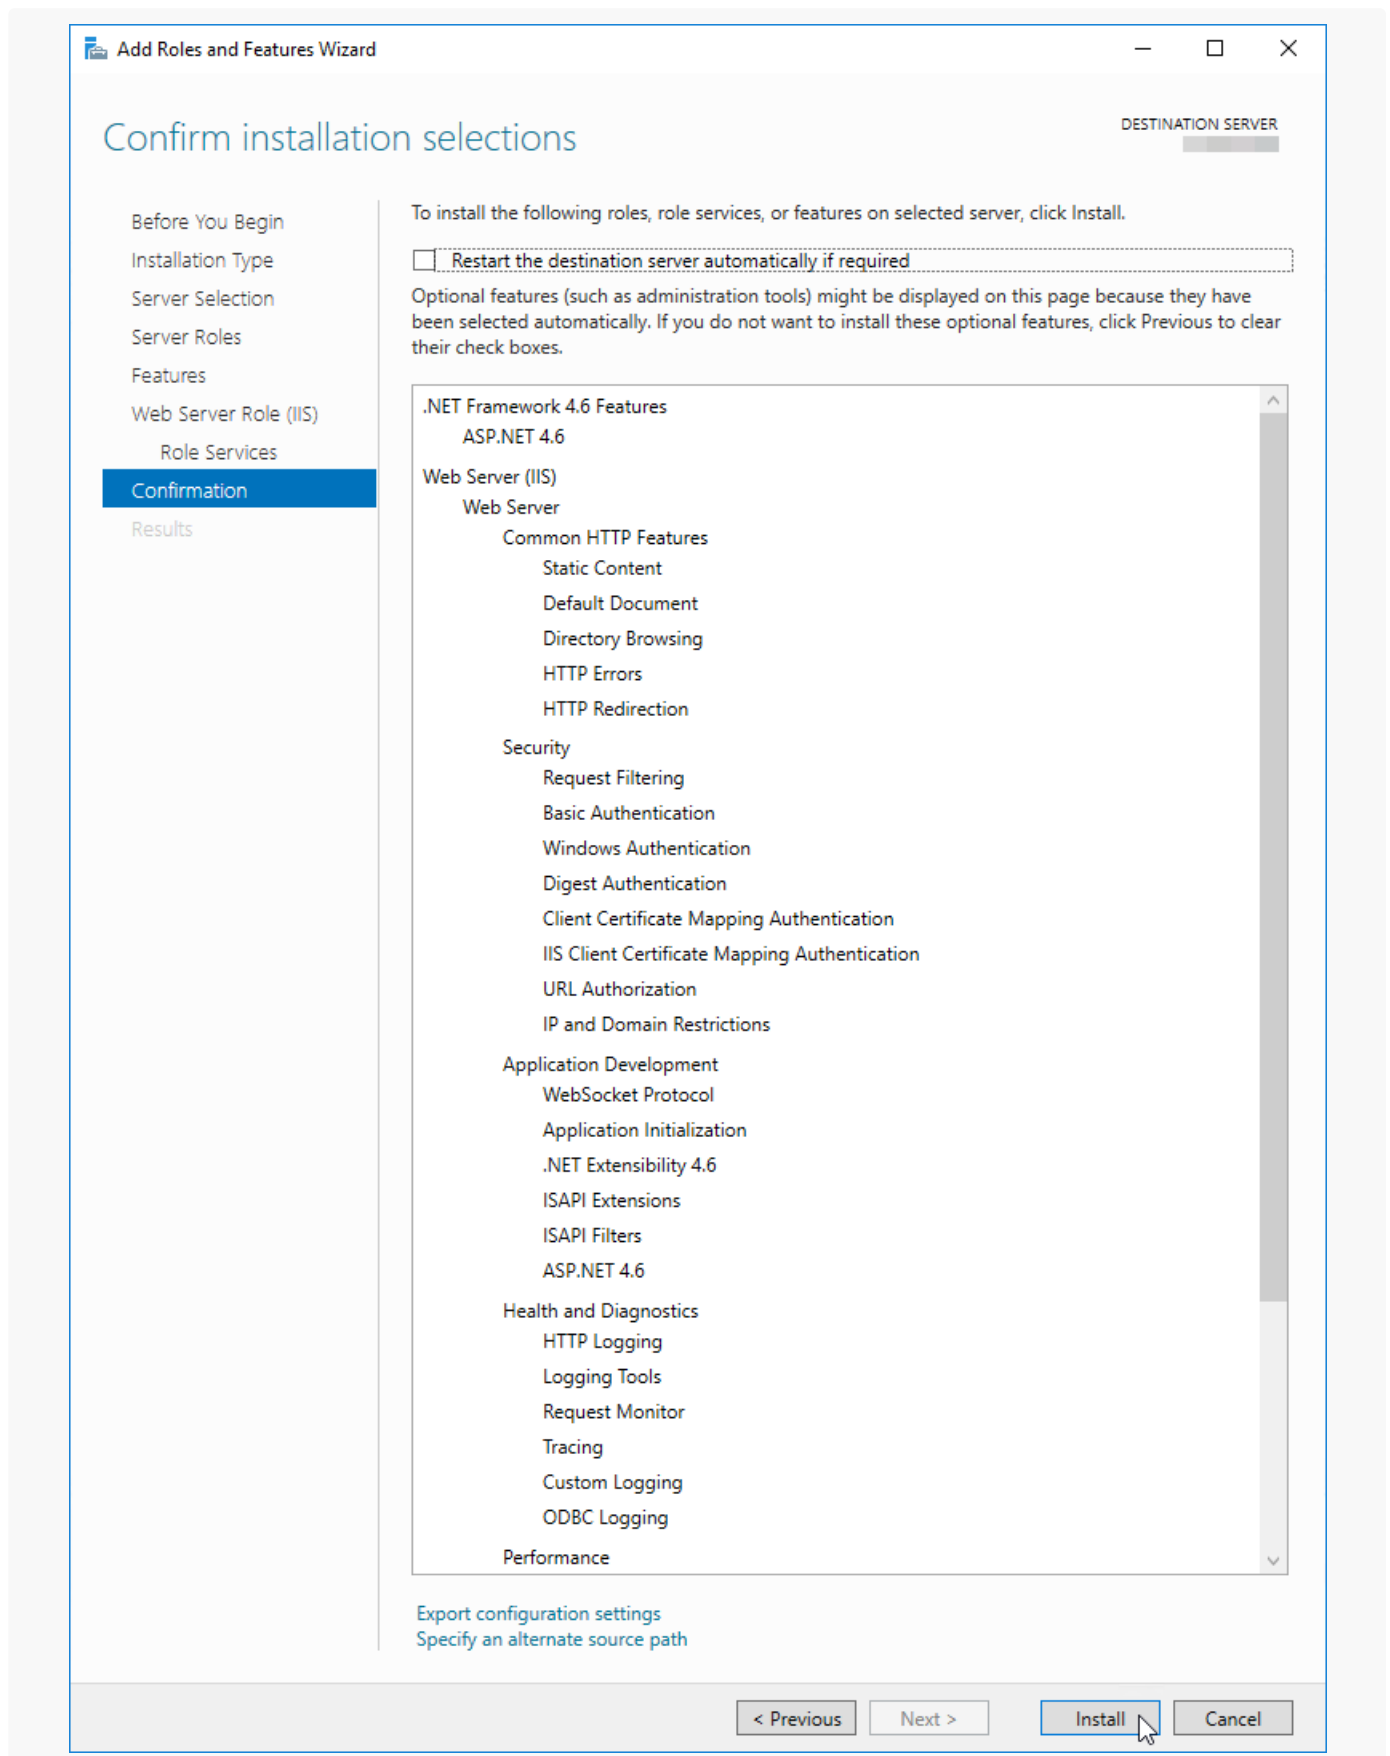 Add Roles and Features Wizard
Confirm installation selections
DESTINATION SERVER
Before You Begin
Installation Type
Server Selection
Server Roles
Features
Web Server Role (IIS)
Role Services
Confirmation
Results
To install the following roles, role services, or features on selected server, click Install.
Restart the destination server automatically if required
Optional features (such as administration tools) might be displayed on this page because they have
been selected automatically. If you do not want to install these optional features, click Previous to clear
their check boxes.
.NET Framework 4.6 Features
ASP.NET 4.6
Web Server (IIS)
Web Server
Common HTTP Features
Static Content
Default Document
Directory Browsing
HTTP Errors
HTTP Redirection
Security
Request Filtering
Basic Authentication
Windows Authentication
Digest Authentication
Client Certificate Mapping Authentication
IIS Client Certificate Mapping Authentication
URL Authorization
IP and Domain Restrictions
Application Development
WebSocket Protocol
Application Initialization
.NET Extensibility 4.6
ISAPI Extensions
ISAPI Filters
ASP.NET 4.6
Health and Diagnostics
HTTP Logging
Logging Tools
Request Monitor
Tracing
Custom Logging
ODBC Logging
Performance
Export configuration settings
Specify an alternate source path
< Previous
Next >
Install
Cancel